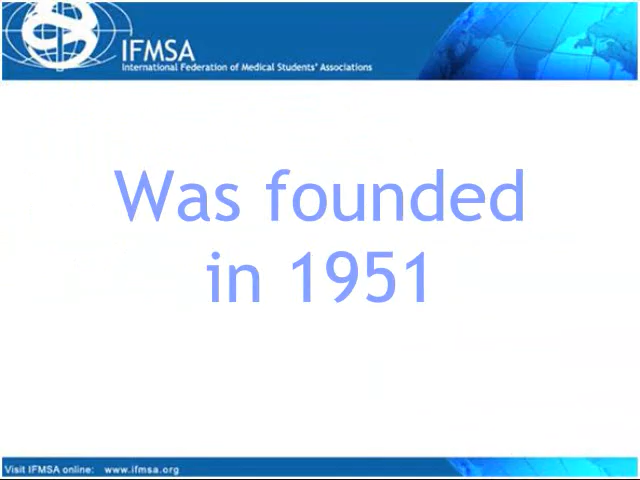 IFMSA
International Federation of Medical Students' Associations
Was founded
in 1951
Visit IFMSA online: www.ifmsa.org